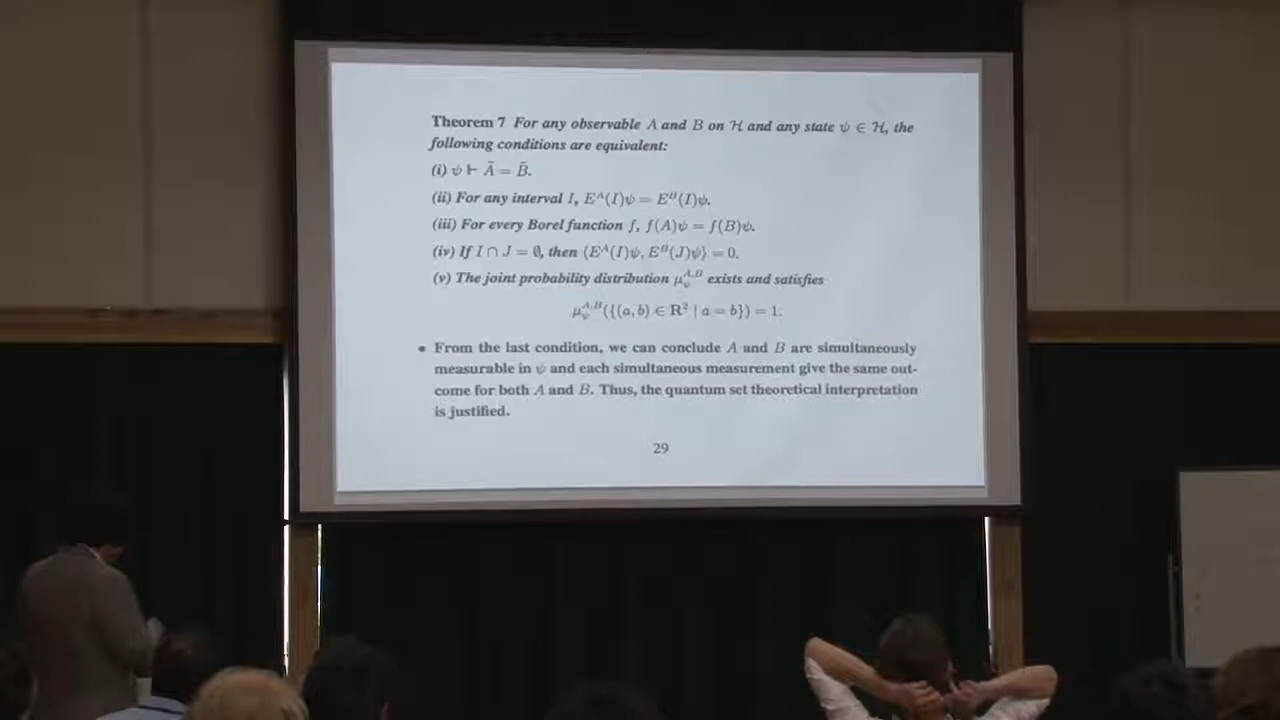 Theorem 7 For any observable A and B on ℋ and any state ψ ∈ ℋ, the
following conditions are equivalent:
(i) ψ ⊢ Ã = B̃.
(ii) For any interval I, E^A(I)ψ = E^B(I)ψ.
(iii) For every Borel function f, f(A)ψ = f(B)ψ.
(iv) If I ∩ J = ∅, then ⟨E^A(I)ψ, E^B(J)ψ⟩ = 0.
(v) The joint probability distribution μ_ψ^{A,B} exists and satisfies
μ_ψ^{A,B}({(a, b) ∈ R² | a = b}) = 1.
• From the last condition, we can conclude A and B are simultaneously
measurable in ψ and each simultaneous measurement give the same out-
come for both A and B. Thus, the quantum set theoretical interpretation
is justified.
29